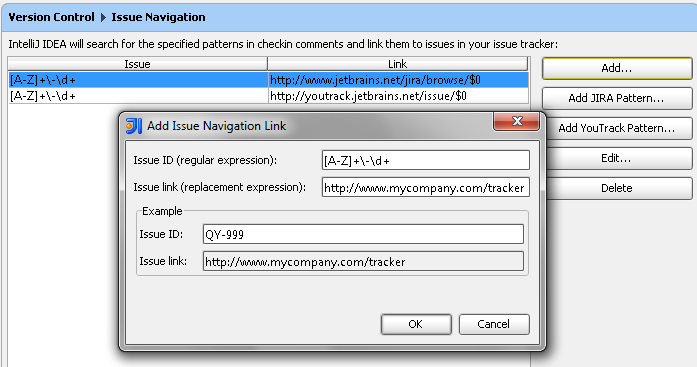 Version Control › Issue Navigation
IntelliJ IDEA will search for the specified patterns in checkin comments and link them to issues in your issue tracker:
Issue Link
[A-Z]+\-\d+ http://www.jetbrains.net/jira/browse/$0
[A-Z]+\-\d+ http://youtrack.jetbrains.net/issue/$0
Add...
Add JIRA Pattern...
Add YouTrack Pattern...
Edit...
Delete
Add Issue Navigation Link
Issue ID (regular expression): [A-Z]+\-\d+
Issue link (replacement expression): http://www.mycompany.com/tracker
Example
Issue ID: QY-999
Issue link: http://www.mycompany.com/tracker
OK Cancel